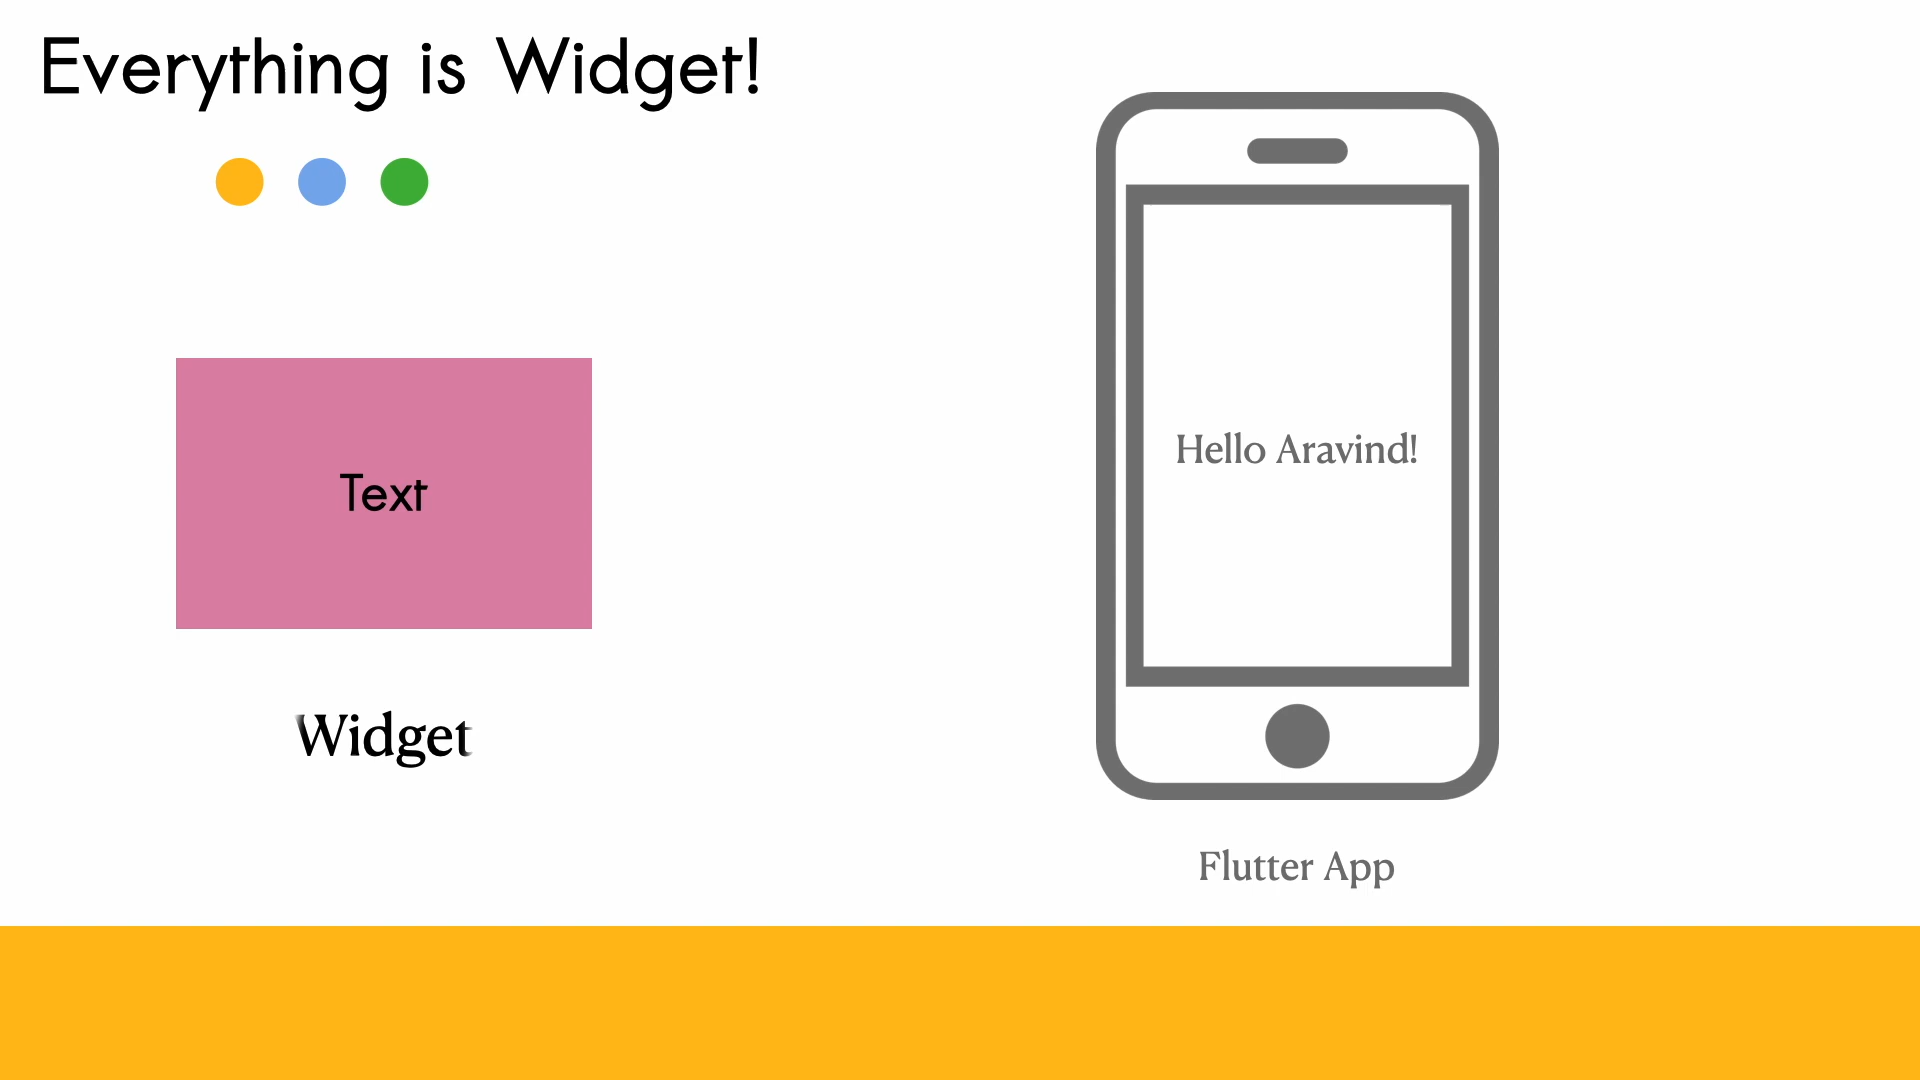 Everything is Widget!
Text
Widget
Hello Aravind!
Flutter App